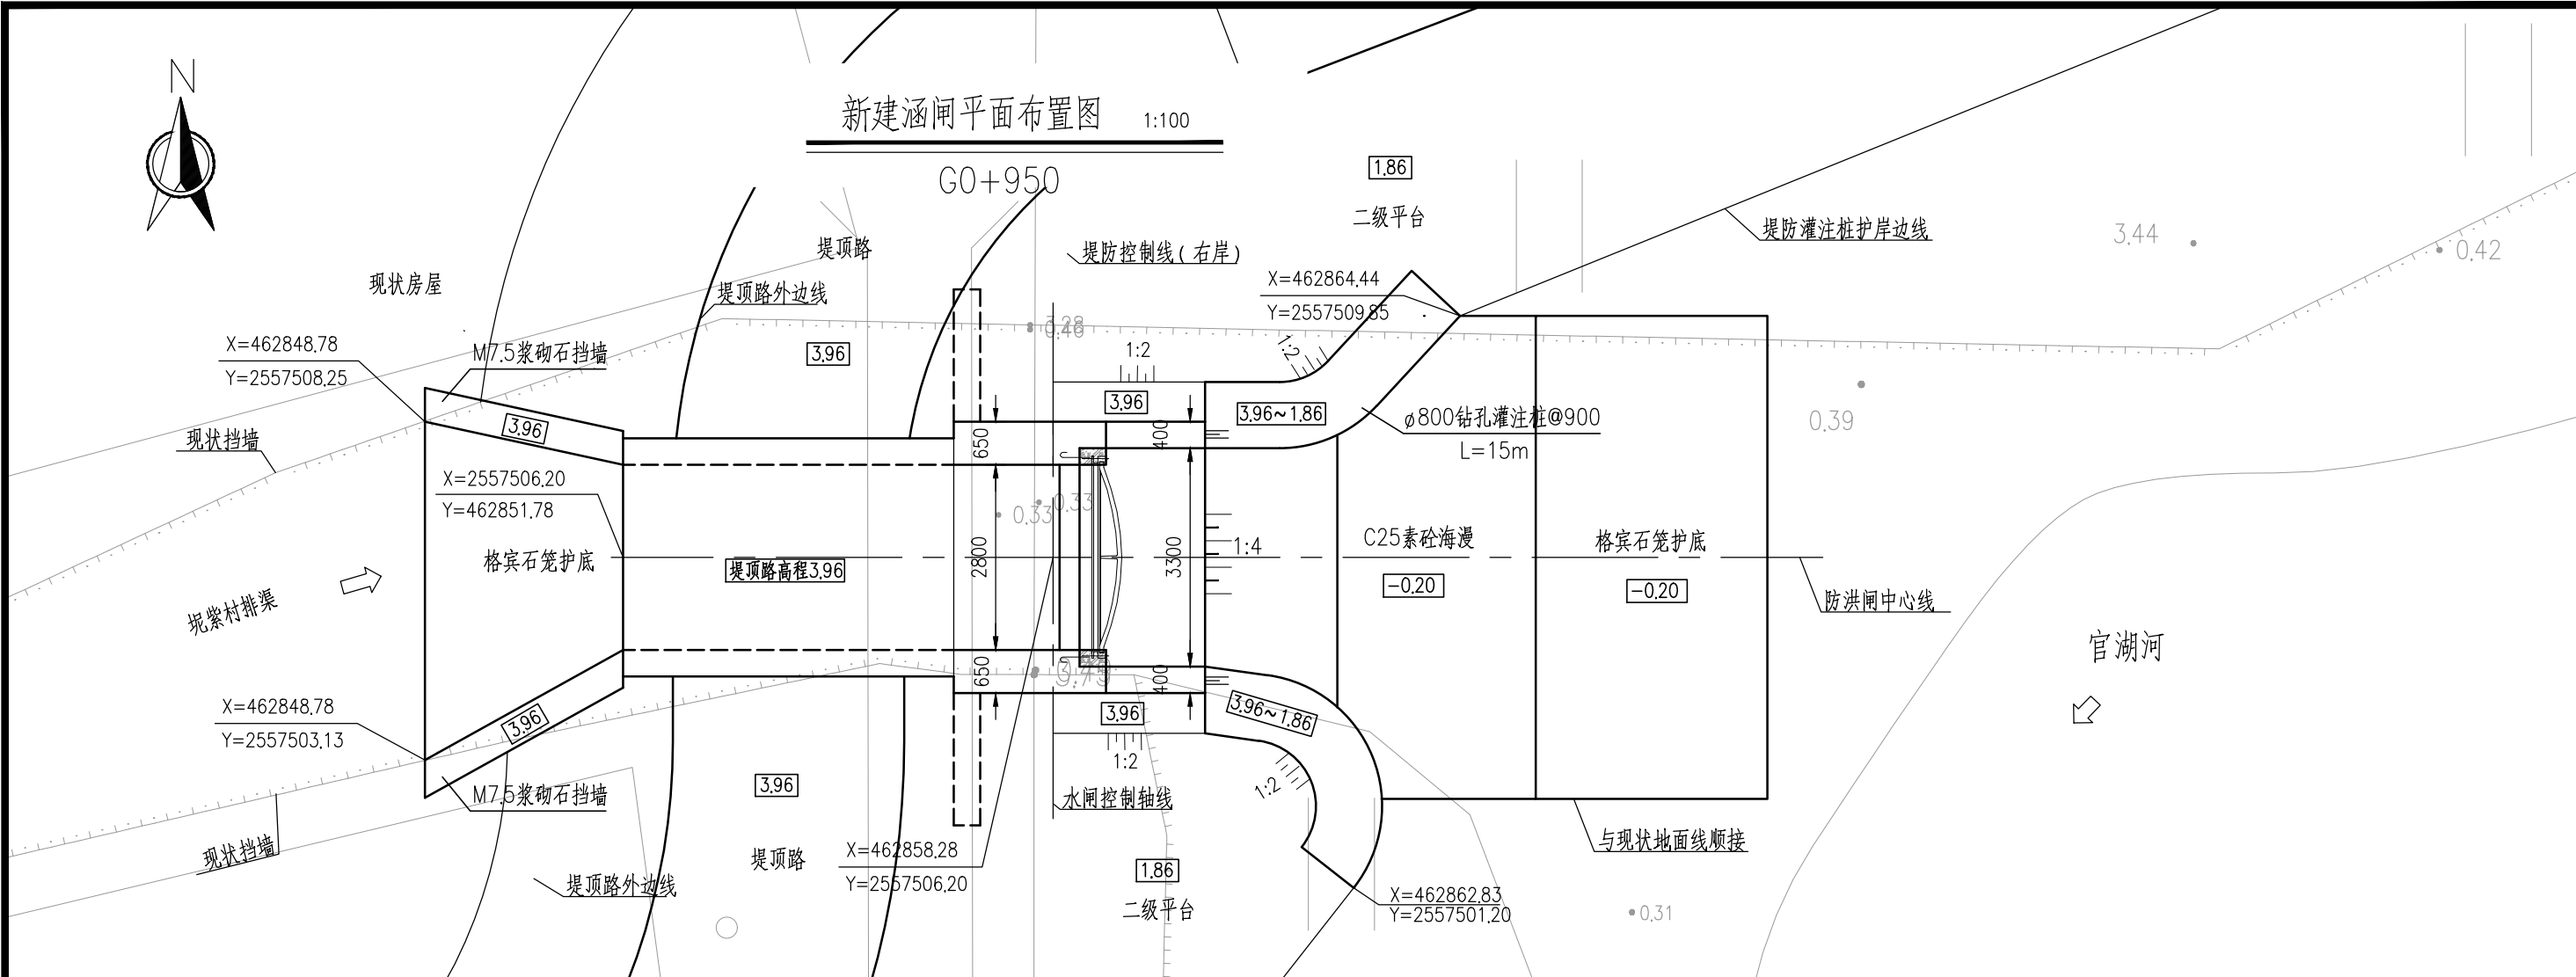 N
新建涵闸平面布置图 1:100
G0+950
1.86
二级平台
堤防灌注桩护岸边线
3.44
0.42
堤顶路
堤防控制线(右岸)
现状房屋
堤顶路外边线
X=462864.44
Y=2557509.85
X=462848.78
Y=2557508.25
M7.5浆砌石挡墙
3.96
3.28
0.46
1:2
1:2
3.96
3.96
3.96~1.86
ø800钻孔灌注桩@900
L=15m
0.39
现状挡墙
650
400
X=2557506.20
Y=462851.78
0.33
0.33
格宾石笼护底
堤顶路高程3.96
2800
3300
1:4
C25素砼海漫
-0.20
格宾石笼护底
-0.20
防洪闸中心线
坭紫村排渠
官湖河
650
400
X=462848.78
Y=2557503.13
3.96
3.96
3.96~1.86
1:2
1:2
3.96
M7.5浆砌石挡墙
水闸控制轴线
现状挡墙
堤顶路
X=462858.28
Y=2557506.20
与现状地面线顺接
堤顶路外边线
1.86
二级平台
X=462862.83
Y=2557501.20
0.31